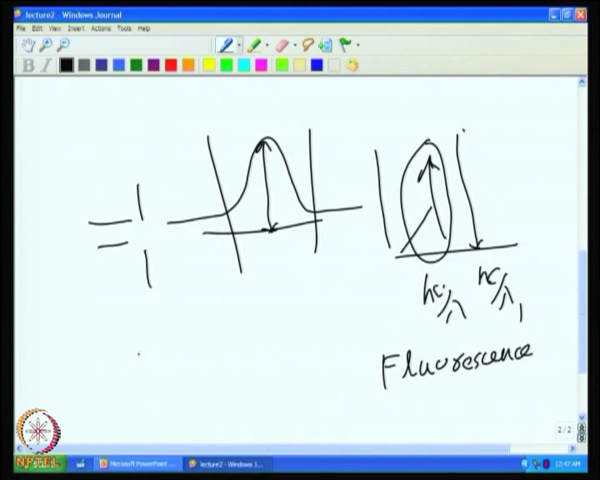 lecture2 - Windows Journal
File Edit View Insert Actions Tools Help
B I
hc/λ hc/λ1
Fluorescence
2/2
NPTEL
start Microsoft PowerPoint ... lecture2 - Windows J... 12:47 AM